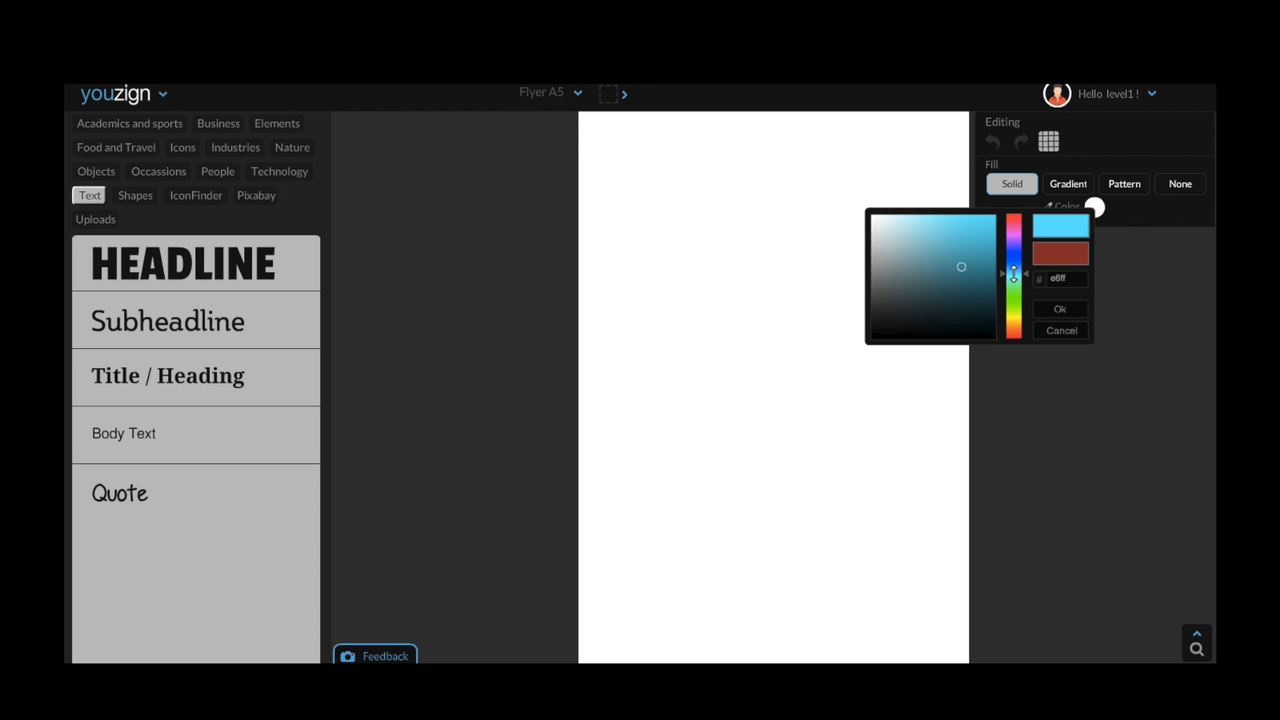 youzign
Flyer A5
Hello level1 !
Academics and sports Business Elements
Food and Travel Icons Industries Nature
Objects Occassions People Technology
Text Shapes IconFinder Pixabay
Uploads
HEADLINE
Subheadline
Title / Heading
Body Text
Quote
Feedback
Editing
Fill
Solid Gradient Pattern None
Color
# e6ff
Ok
Cancel